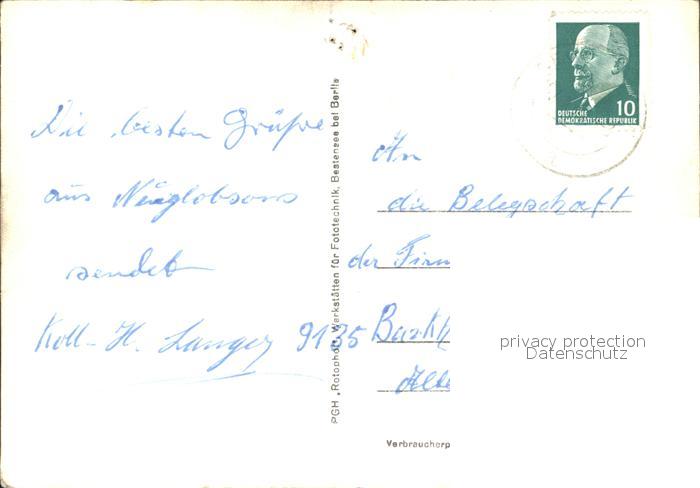 Die besten Grüsse
aus Neuglobsow
sendet
Koll. H. Langer
PGH „Rotophot", Werkstätten für Fototechnik, Bestensee bei Berlin
10
DEUTSCHE
DEMOKRATISCHE REPUBLIK
An
die Belegschaft
der Firm
9135
Alte
privacy protection
Datenschutz
Verbraucherp